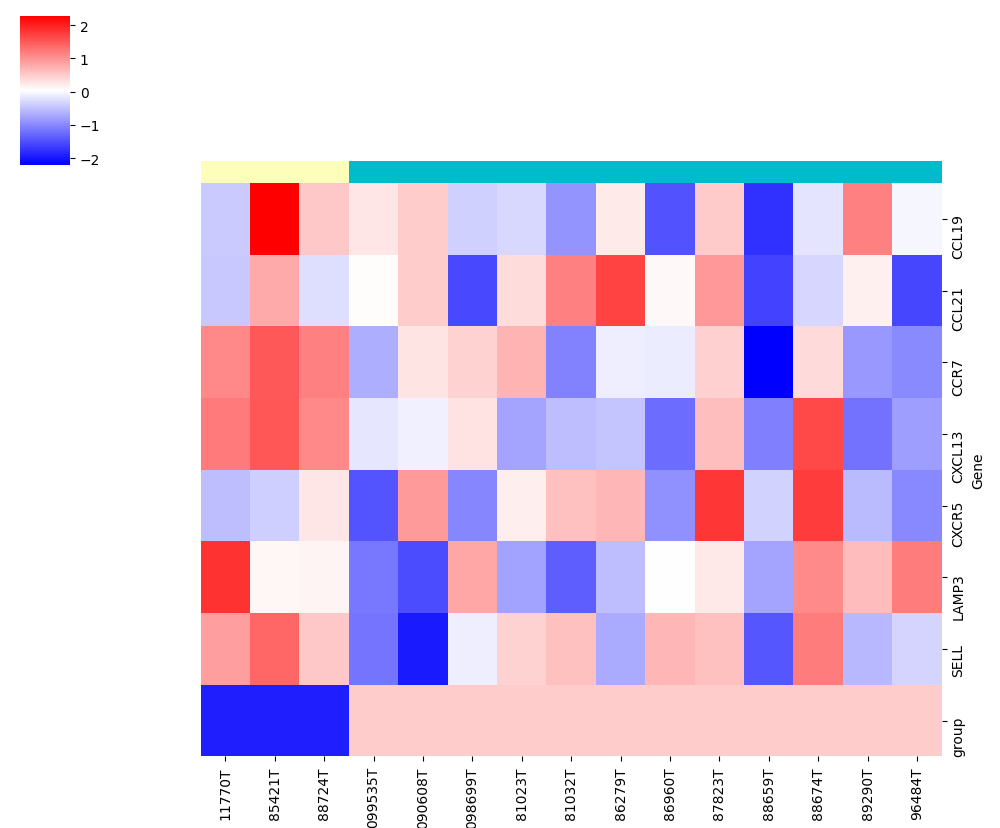 2
1
0
−1
−2
CCL19
CCL21
CCR7
CXCL13
CXCR5
LAMP3
SELL
group
Gene
11770T
85421T
88724T
099535T
090608T
098699T
81023T
81032T
86279T
86960T
87823T
88659T
88674T
89290T
96484T